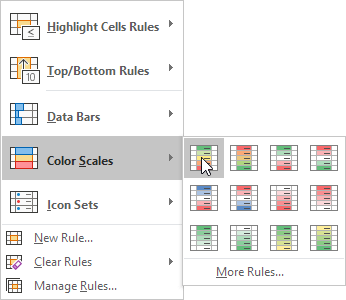 ≤
Highlight Cells Rules
10
Top/Bottom Rules
Data Bars
Color Scales
Icon Sets
New Rule...
Clear Rules
Manage Rules...
More Rules...